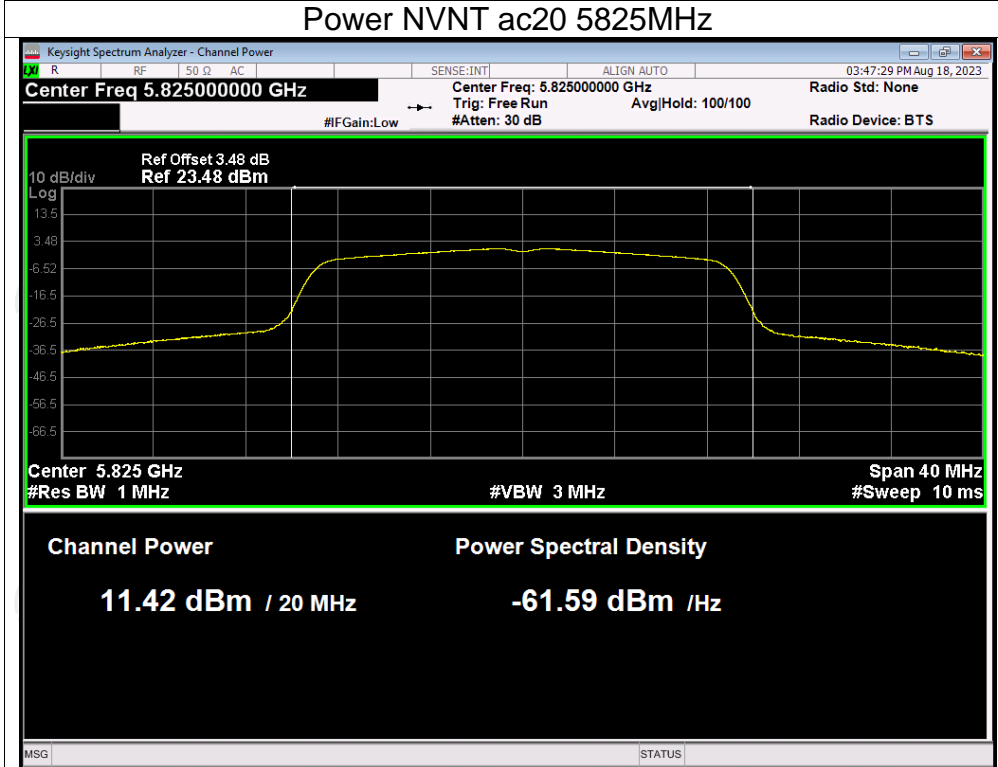 Power NVNT ac20 5825MHz
Keysight Spectrum Analyzer - Channel Power
LXI R RF 50 Ω AC SENSE:INT ALIGN AUTO 03:47:29 PM Aug 18, 2023
Center Freq 5.825000000 GHz Center Freq: 5.825000000 GHz Radio Std: None
Trig: Free Run Avg|Hold: 100/100
#IFGain:Low #Atten: 30 dB Radio Device: BTS
Ref Offset 3.48 dB
10 dB/div Ref 23.48 dBm
Log
13.5
3.48
-6.52
-16.5
-26.5
-36.5
-46.5
-56.5
-66.5
Center 5.825 GHz Span 40 MHz
#Res BW 1 MHz #VBW 3 MHz #Sweep 10 ms
Channel Power Power Spectral Density
11.42 dBm / 20 MHz -61.59 dBm /Hz
MSG STATUS